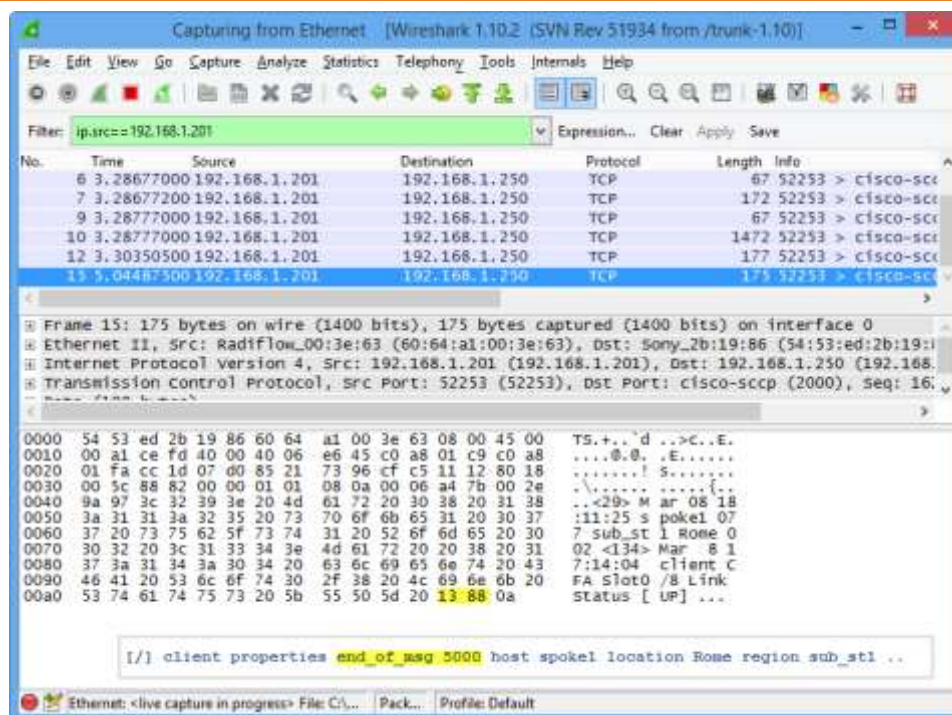 Capturing from Ethernet [Wireshark 1.10.2 (SVN Rev 51934 from /trunk-1.10)]
File Edit View Go Capture Analyze Statistics Telephony Tools Internals Help
Filter: ip.src==192.168.1.201 Expression... Clear Apply Save
No. Time Source Destination Protocol Length Info
6 3.28677000 192.168.1.201 192.168.1.250 TCP 67 52253 > cisco-scc
7 3.28677200 192.168.1.201 192.168.1.250 TCP 172 52253 > cisco-scc
9 3.28777000 192.168.1.201 192.168.1.250 TCP 67 52253 > cisco-scc
10 3.28777000 192.168.1.201 192.168.1.250 TCP 1472 52253 > cisco-scc
12 3.30350500 192.168.1.201 192.168.1.250 TCP 177 52253 > cisco-scc
15 5.04487500 192.168.1.201 192.168.1.250 TCP 175 52253 > cisco-scc
Frame 15: 175 bytes on wire (1400 bits), 175 bytes captured (1400 bits) on interface 0
Ethernet II, Src: Radiflow_00:3e:63 (60:64:a1:00:3e:63), Dst: Sony_2b:19:86 (54:53:ed:2b:19:
Internet Protocol Version 4, Src: 192.168.1.201 (192.168.1.201), Dst: 192.168.1.250 (192.168.
Transmission Control Protocol, Src Port: 52253 (52253), Dst Port: cisco-sccp (2000), Seq: 16
0000 54 53 ed 2b 19 86 60 64 a1 00 3e 63 08 00 45 00 TS.+..`d ..>c..E.
0010 00 a1 ce fd 40 00 40 06 e6 45 c0 a8 01 c9 c0 a8 ....@.@. .E......
0020 01 fa cc 1d 07 d0 85 21 73 96 cf c5 11 12 80 18 .......! s.......
0030 00 5c 88 82 00 00 01 01 08 0a 00 06 a4 7b 00 2e .\...... .....{..
0040 9a 97 3c 32 39 3e 20 4d 61 72 20 30 38 20 31 38 ..<29> M ar 08 18
0050 3a 31 31 3a 32 35 20 73 70 6f 6b 65 31 20 30 37 :11:25 s poke1 07
0060 37 20 73 75 62 5f 73 74 31 20 52 6f 6d 65 20 30 7 sub_st 1 Rome 0
0070 30 32 20 3c 31 33 34 3e 4d 61 72 20 20 38 20 31 02 <134> Mar  8 1
0080 37 3a 31 34 3a 30 34 20 63 6c 69 65 6e 74 20 43 7:14:04 client C
0090 46 41 20 53 6c 6f 74 30 2f 38 20 4c 69 6e 6b 20 FA Slot0 /8 Link
00a0 53 74 61 74 75 73 20 5b 55 50 5d 20 13 88 0a Status [ UP] ...
[/] client properties end_of_msg 5000 host spoke1 location Rome region sub_st1 ..
Ethernet: <live capture in progress> File: C:\... Pack... Profile: Default